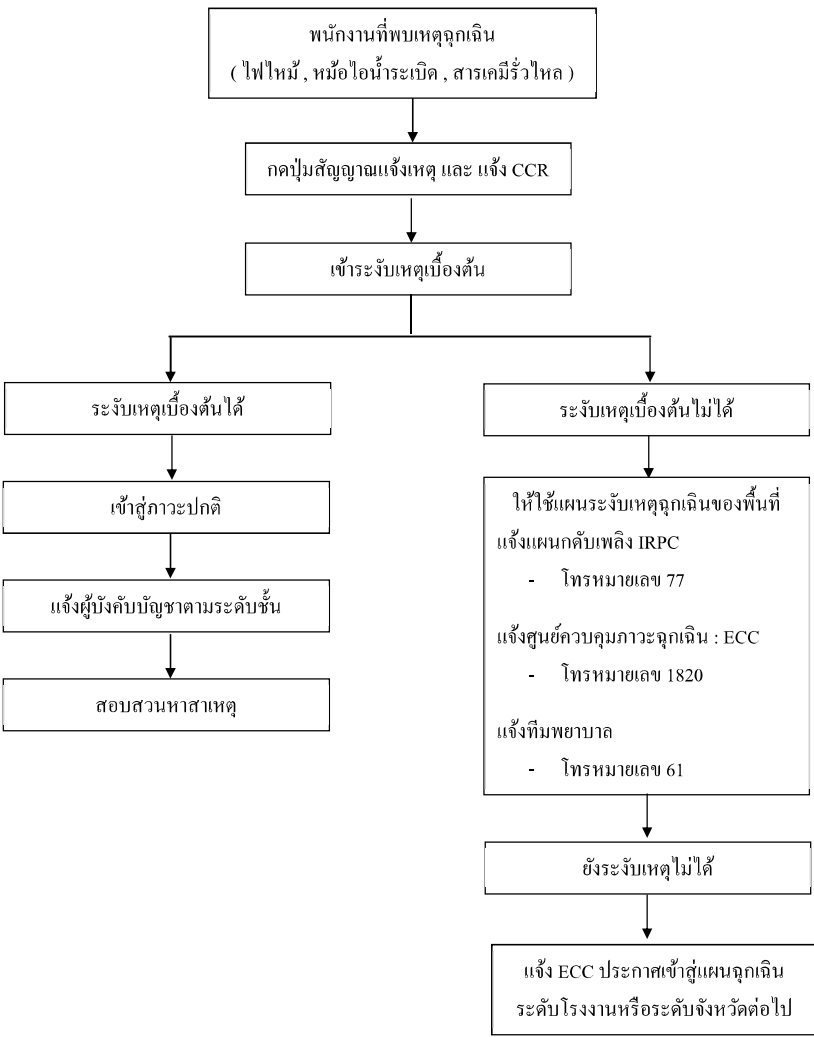 พนักงานที่พบเหตุฉุกเฉิน
( ไฟไหม้ , หม้อไอน้ำระเบิด , สารเคมีรั่วไหล )
กดปุ่มสัญญาณแจ้งเหตุ และ แจ้ง CCR
เข้าระงับเหตุเบื้องต้น
ระงับเหตุเบื้องต้นได้
เข้าสู่ภาวะปกติ
แจ้งผู้บังคับบัญชาตามระดับชั้น
สอบสวนหาสาเหตุ
ระงับเหตุเบื้องต้นไม่ได้
ให้ใช้แผนระงับเหตุฉุกเฉินของพื้นที่
แจ้งแผนกดับเพลิง IRPC
- โทรหมายเลข 77
แจ้งศูนย์ควบคุมภาวะฉุกเฉิน : ECC
- โทรหมายเลข 1820
แจ้งทีมพยาบาล
- โทรหมายเลข 61
ยังระงับเหตุไม่ได้
แจ้ง ECC ประกาศเข้าสู่แผนฉุกเฉิน
ระดับโรงงานหรือระดับจังหวัดต่อไป